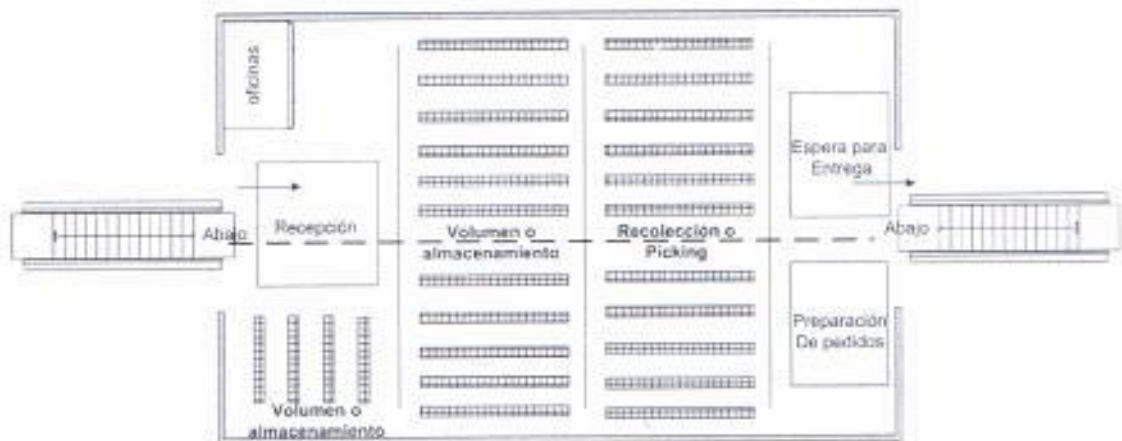 oficinas
Abajo
Recepción
Volumen o
almacenamiento
Volumen o
almacenamiento
Recolección o
Picking
Espera para
Entrega
Preparación
De pedidos
Abajo